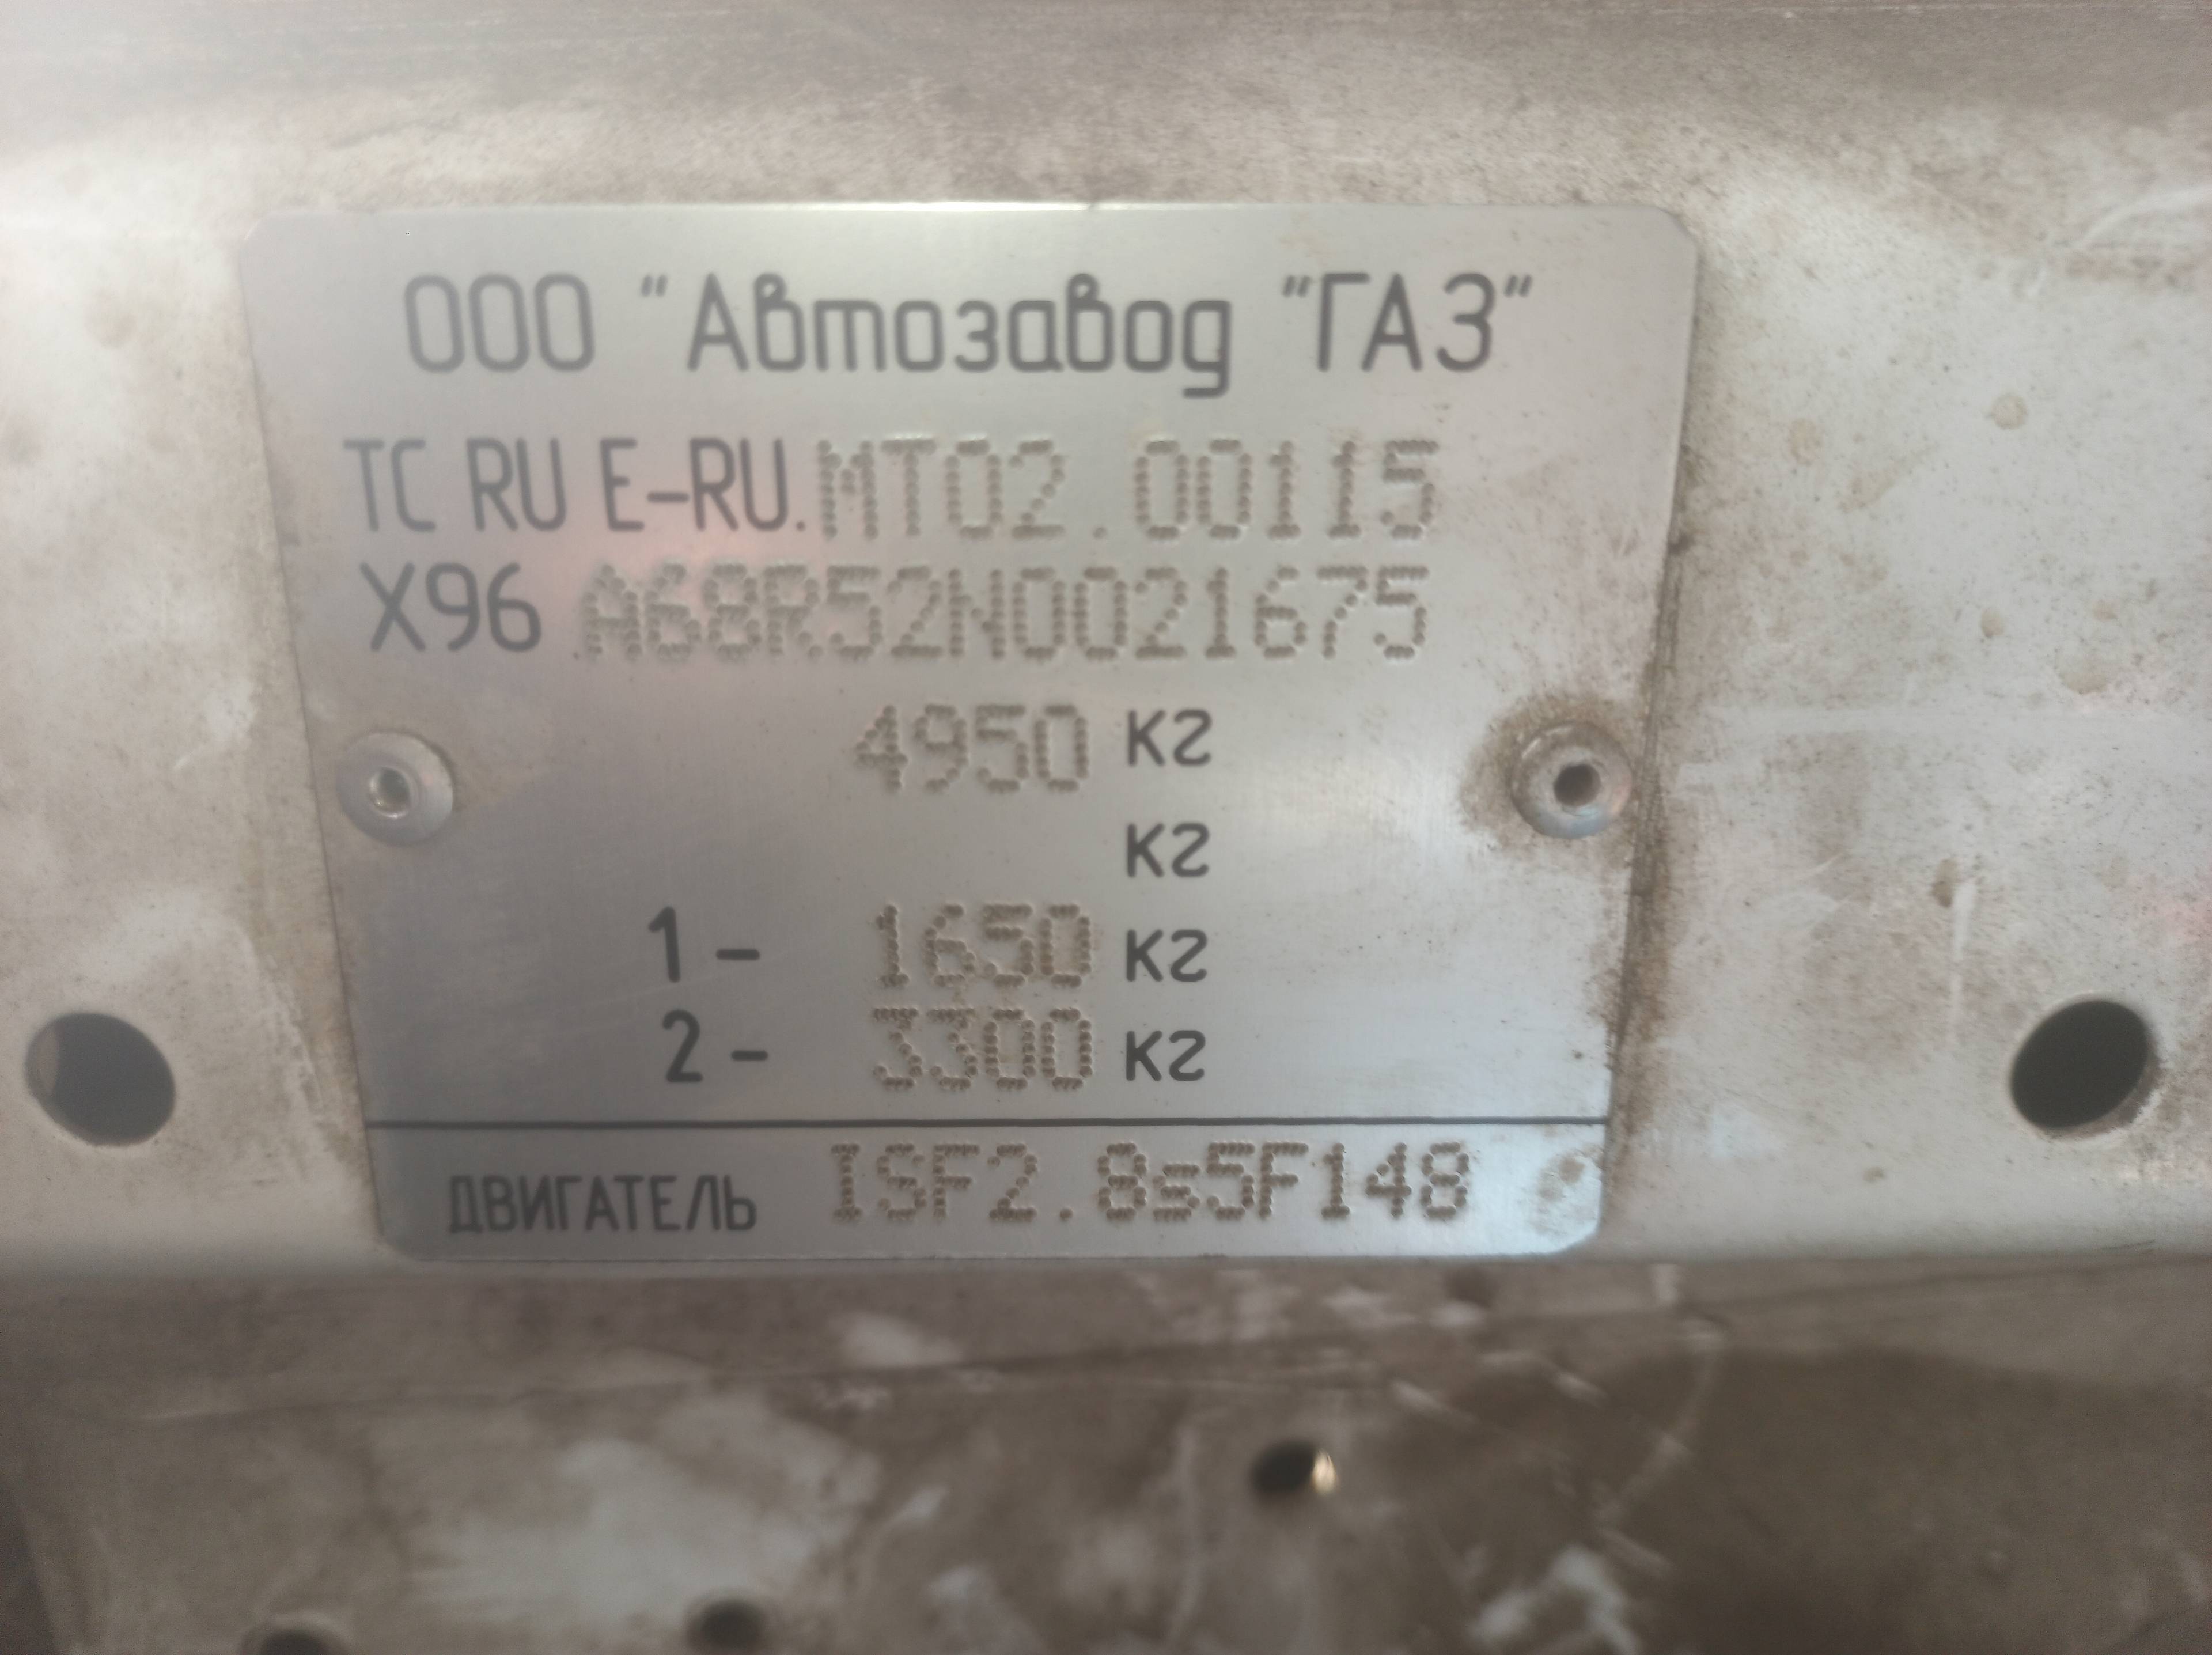 ООО "Автозавод "ГАЗ"
ТС RU E-RU.MT02.00115
X96 A68R52N0021675
4950 кг
кг
1 - 1650 кг
2 - 3300 кг
ДВИГАТЕЛЬ ISF2.8s5F148